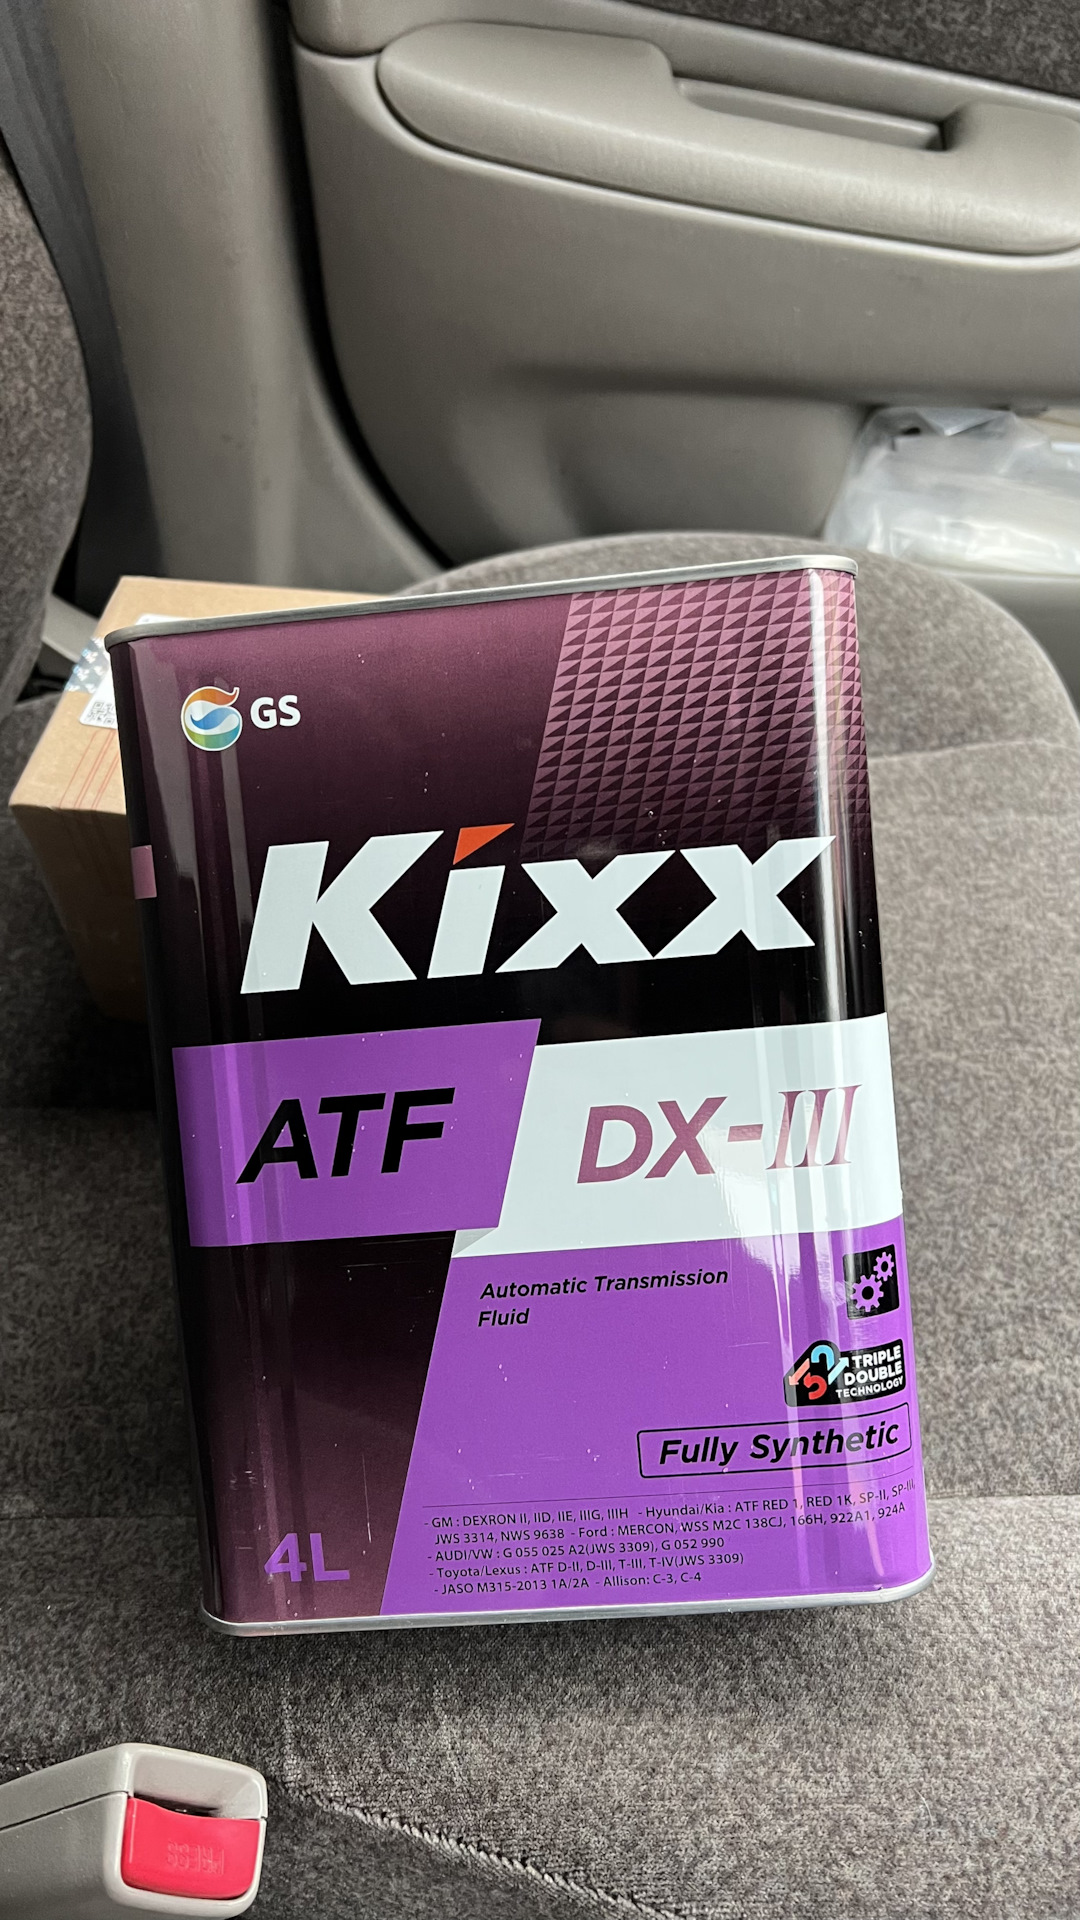 GS
Kixx
ATF
DX-III
Automatic Transmission
Fluid
TRIPLE
DOUBLE
TECHNOLOGY
Fully Synthetic
- GM : DEXRON II, IID, IIE, IIIG, IIIH - Hyundai/Kia : ATF RED 1, RED 1K, SP-II, SP-III,
JWS 3314, NWS 9638 - Ford : MERCON, WSS M2C 138CJ, 166H, 922A1, 924A
- AUDI/VW : G 055 025 A2(JWS 3309), G 052 990
- Toyota/Lexus : ATF D-II, D-III, T-III, T-IV(JWS 3309)
- JASO M315-2013 1A/2A - Allison: C-3, C-4
4L
PRESS